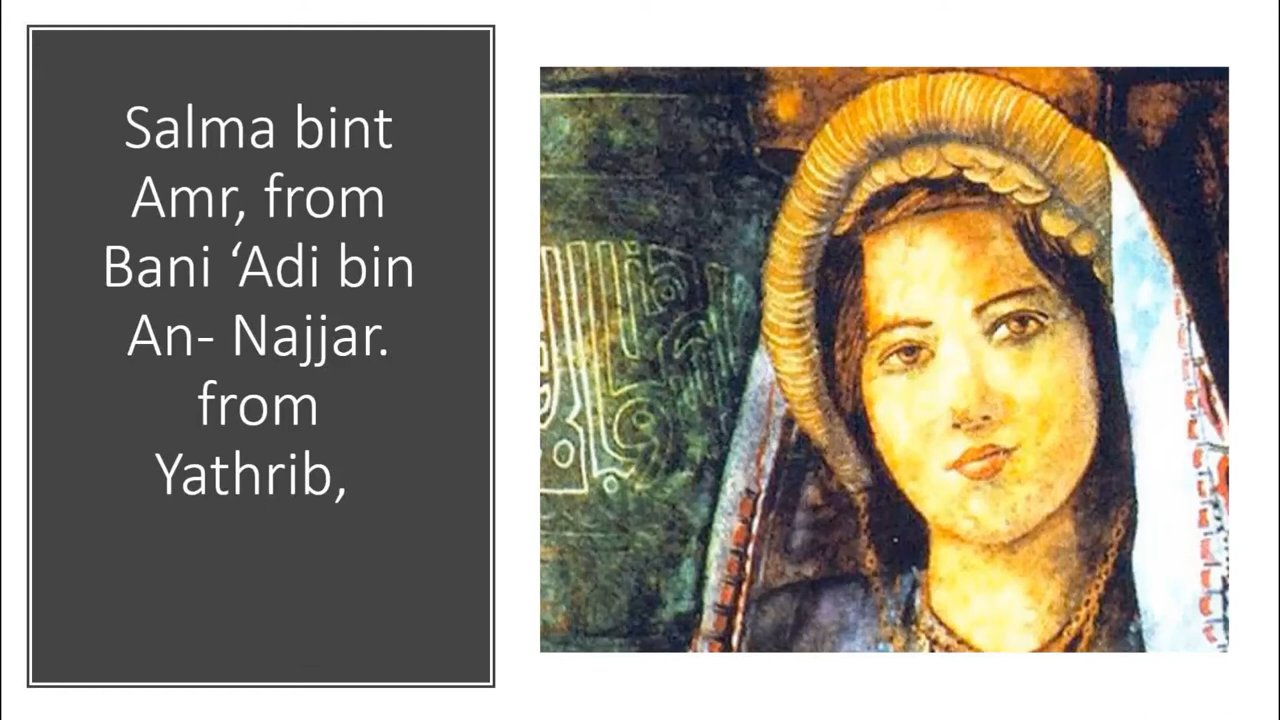 Salma bint
Amr, from
Bani ‘Adi bin
An- Najjar.
from
Yathrib,